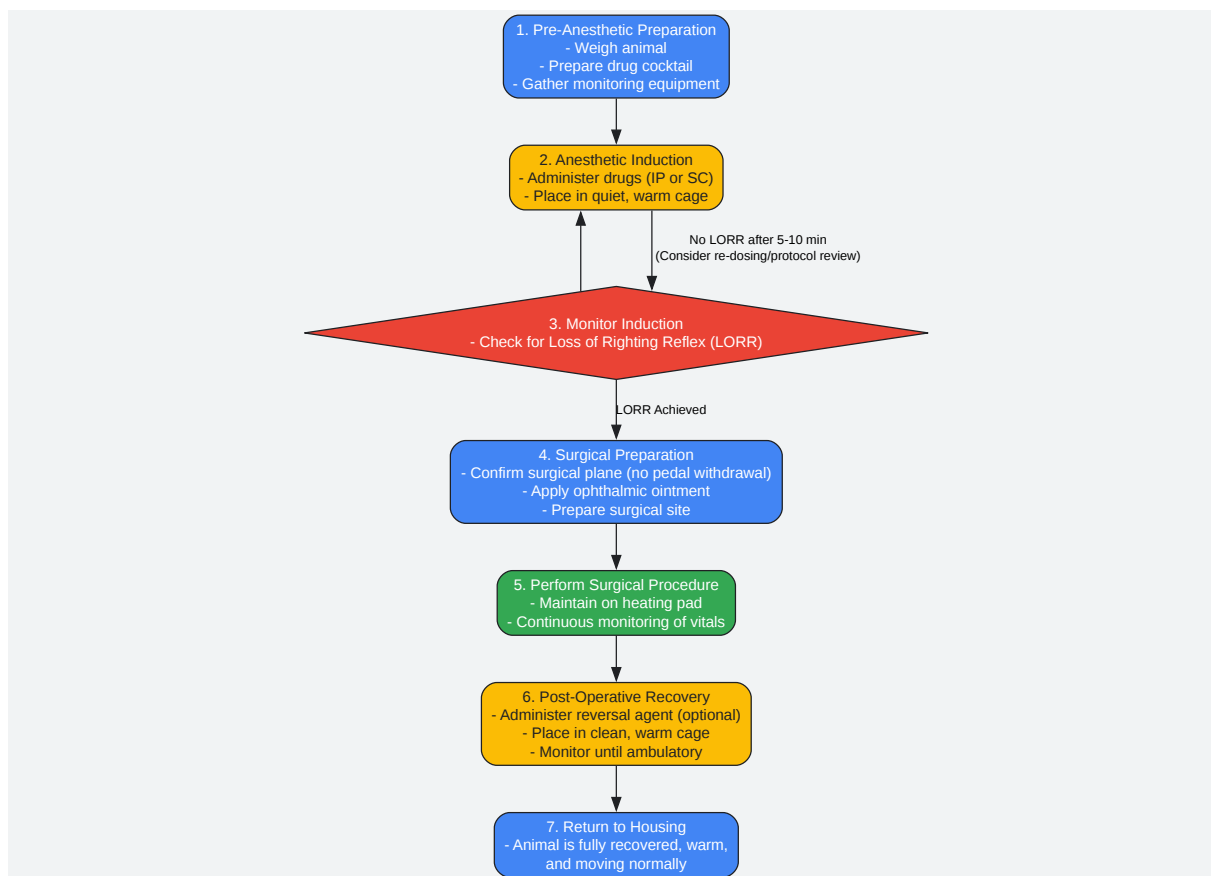 1. Pre-Anesthetic Preparation
- Weigh animal
- Prepare drug cocktail
- Gather monitoring equipment
2. Anesthetic Induction
- Administer drugs (IP or SC)
- Place in quiet, warm cage
No LORR after 5-10 min
(Consider re-dosing/protocol review)
3. Monitor Induction
- Check for Loss of Righting Reflex (LORR)
LORR Achieved
4. Surgical Preparation
- Confirm surgical plane (no pedal withdrawal)
- Apply ophthalmic ointment
- Prepare surgical site
5. Perform Surgical Procedure
- Maintain on heating pad
- Continuous monitoring of vitals
6. Post-Operative Recovery
- Administer reversal agent (optional)
- Place in clean, warm cage
- Monitor until ambulatory
7. Return to Housing
- Animal is fully recovered, warm,
and moving normally